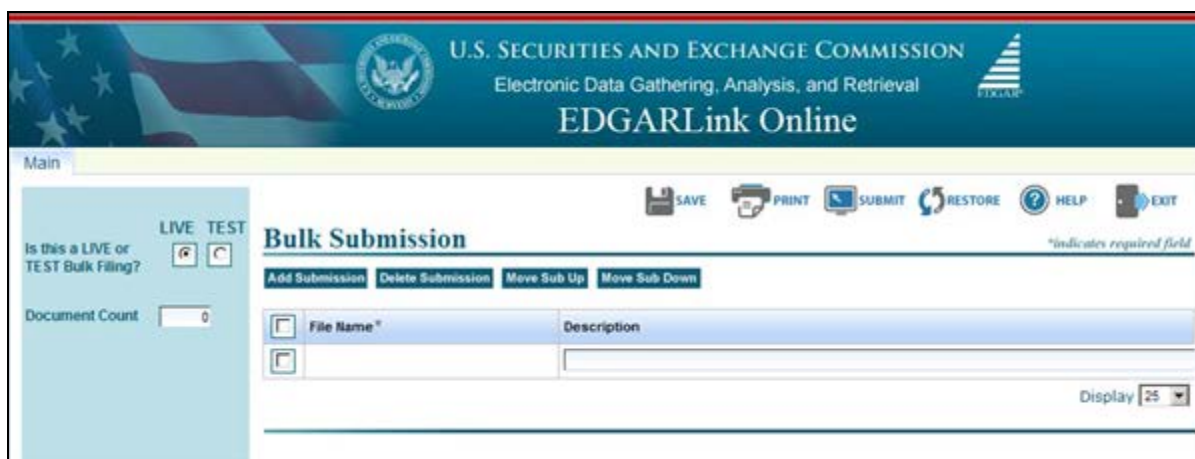 U.S. SECURITIES AND EXCHANGE COMMISSION
Electronic Data Gathering, Analysis, and Retrieval
EDGAR®
EDGARLink Online
Main
SAVE PRINT SUBMIT RESTORE HELP EXIT
LIVE TEST
Is this a LIVE or
TEST Bulk Filing?
Bulk Submission
*indicates required field
Add Submission Delete Submission Move Sub Up Move Sub Down
Document Count 0
File Name* Description
Display 25